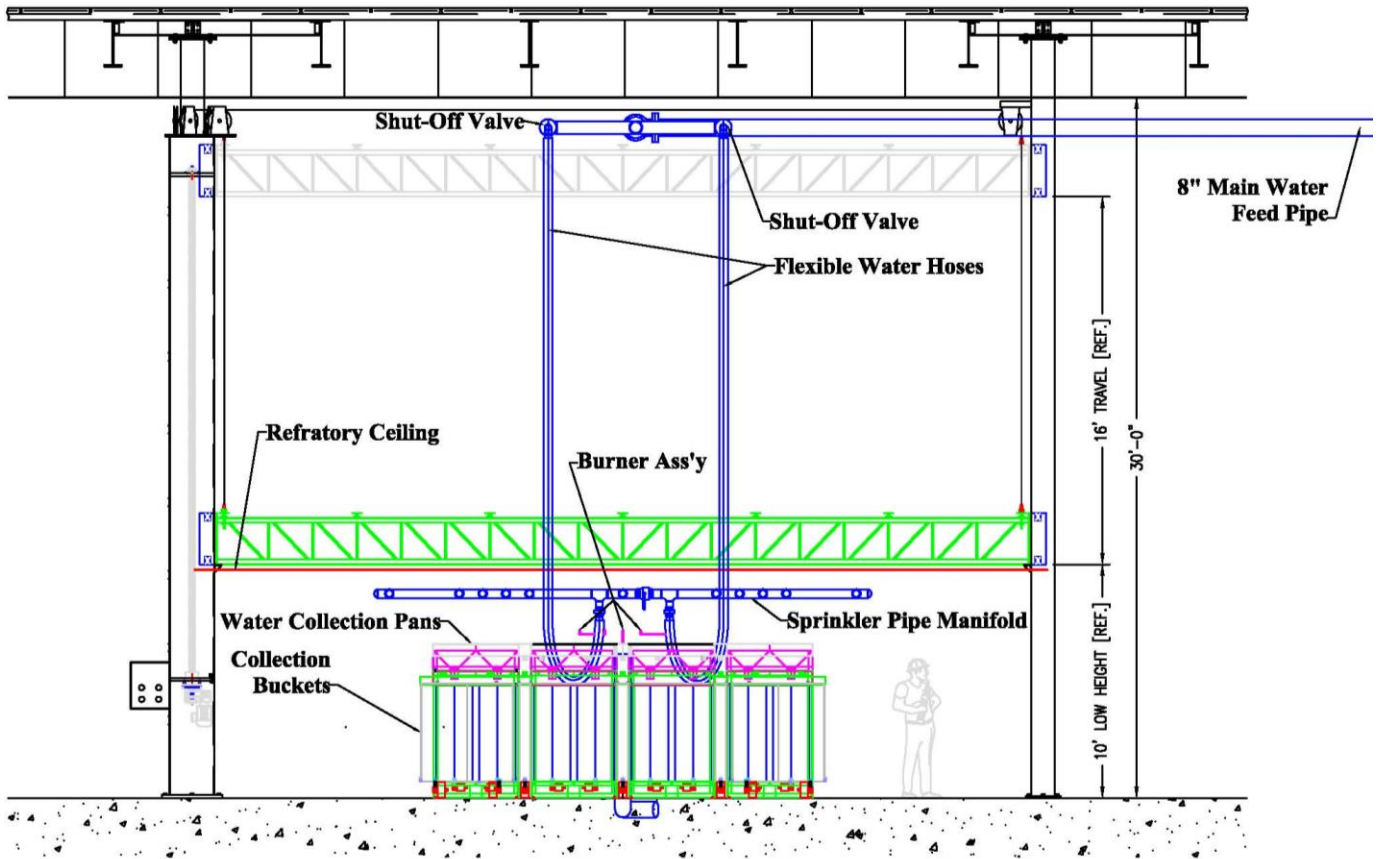 Shut-Off Valve
8" Main Water
Feed Pipe
Shut-Off Valve
Flexible Water Hoses
16' TRAVEL [REF.]
30'-0"
Refratory Ceiling
Burner Ass'y
Water Collection Pans
Sprinkler Pipe Manifold
Collection
Buckets
10' LOW HEIGHT [REF.]